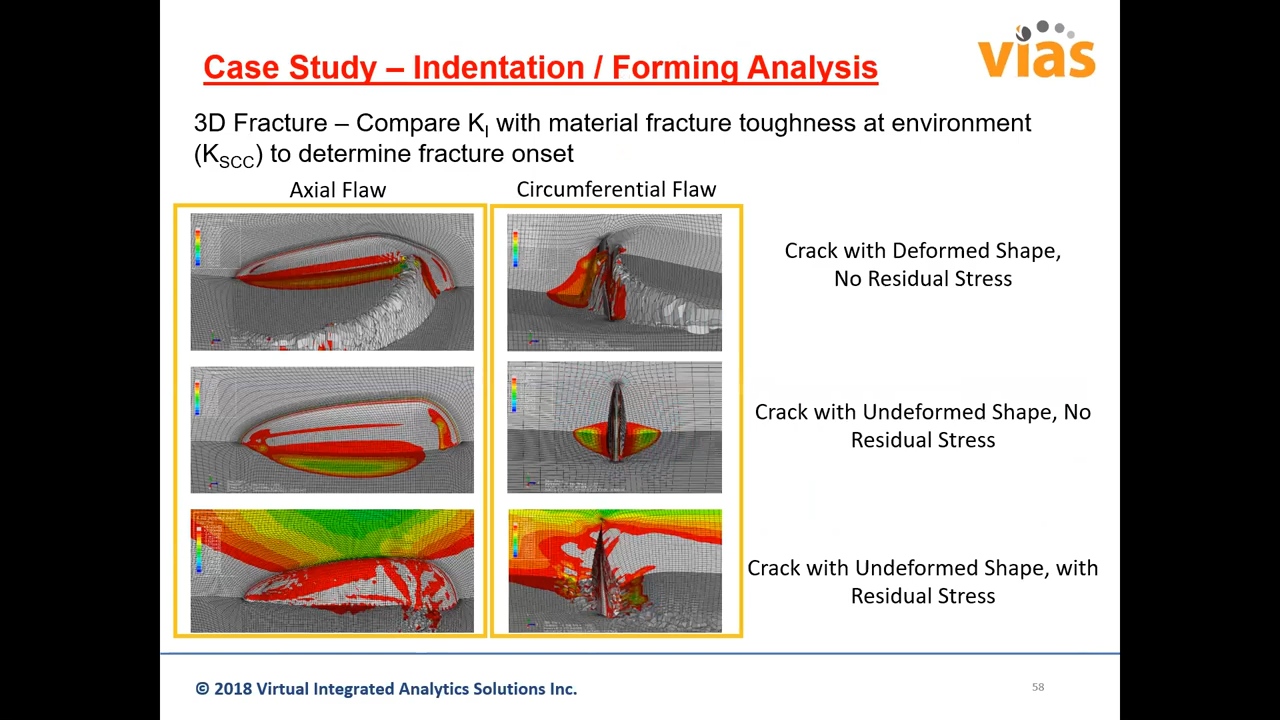 Case Study – Indentation / Forming Analysis
vias
3D Fracture – Compare KI with material fracture toughness at environment
(KSCC) to determine fracture onset
Axial Flaw
Circumferential Flaw
Crack with Deformed Shape,
No Residual Stress
Crack with Undeformed Shape, No
Residual Stress
Crack with Undeformed Shape, with
Residual Stress
© 2018 Virtual Integrated Analytics Solutions Inc.
58